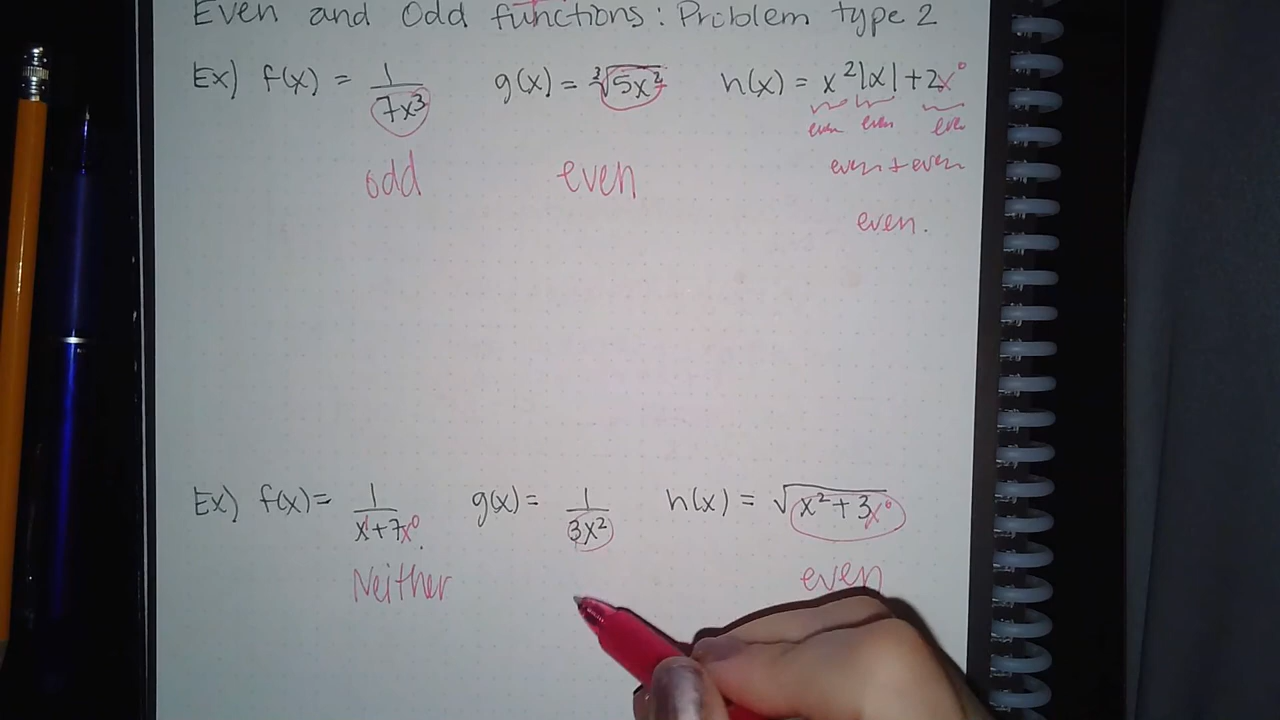 Even and Odd functions: Problem type 2
Ex) f(x) = 1/7x³ g(x) = ³√5x² h(x) = x²|x| + 2x⁰
even even even
odd even even + even
even.
Ex) f(x) = 1/x¹+7x⁰ g(x) = 1/3x² h(x) = √x²+3x⁰
Neither even